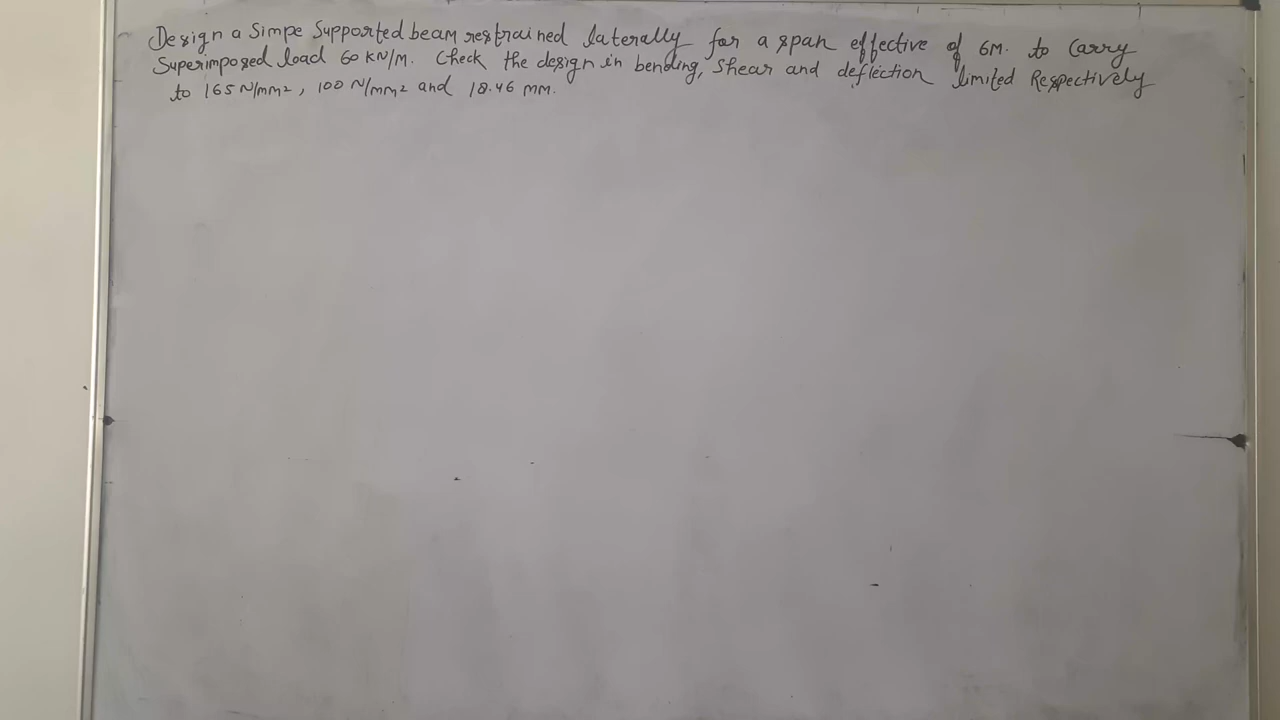 Design a Simpe Supported beam restrained laterally for a span effective of 6M. to Carry
Superimposed load 60 KN/M. Check the design in bending, Shear and deflection limited Respectively
to 165 N/mm2, 100 N/mm2 and 18.46 MM.